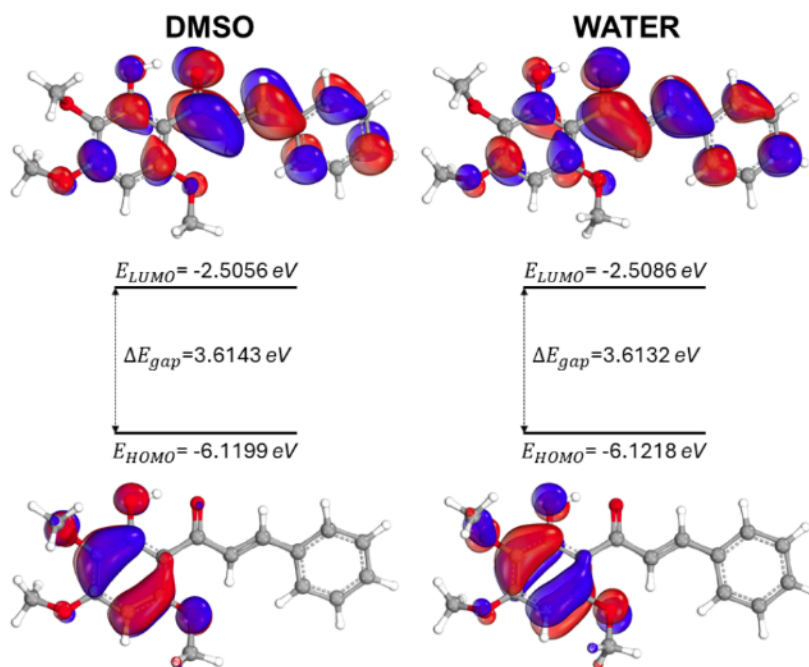 DMSO
WATER
E_LUMO= -2.5056 eV
E_LUMO= -2.5086 eV
ΔE_gap=3.6143 eV
ΔE_gap=3.6132 eV
E_HOMO= -6.1199 eV
E_HOMO= -6.1218 eV